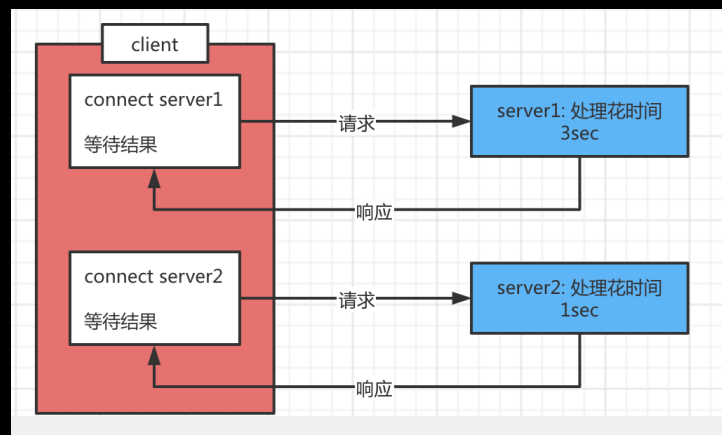 client
connect server1
等待结果
请求
server1: 处理花时间
3sec
响应
connect server2
等待结果
请求
server2: 处理花时间
1sec
响应